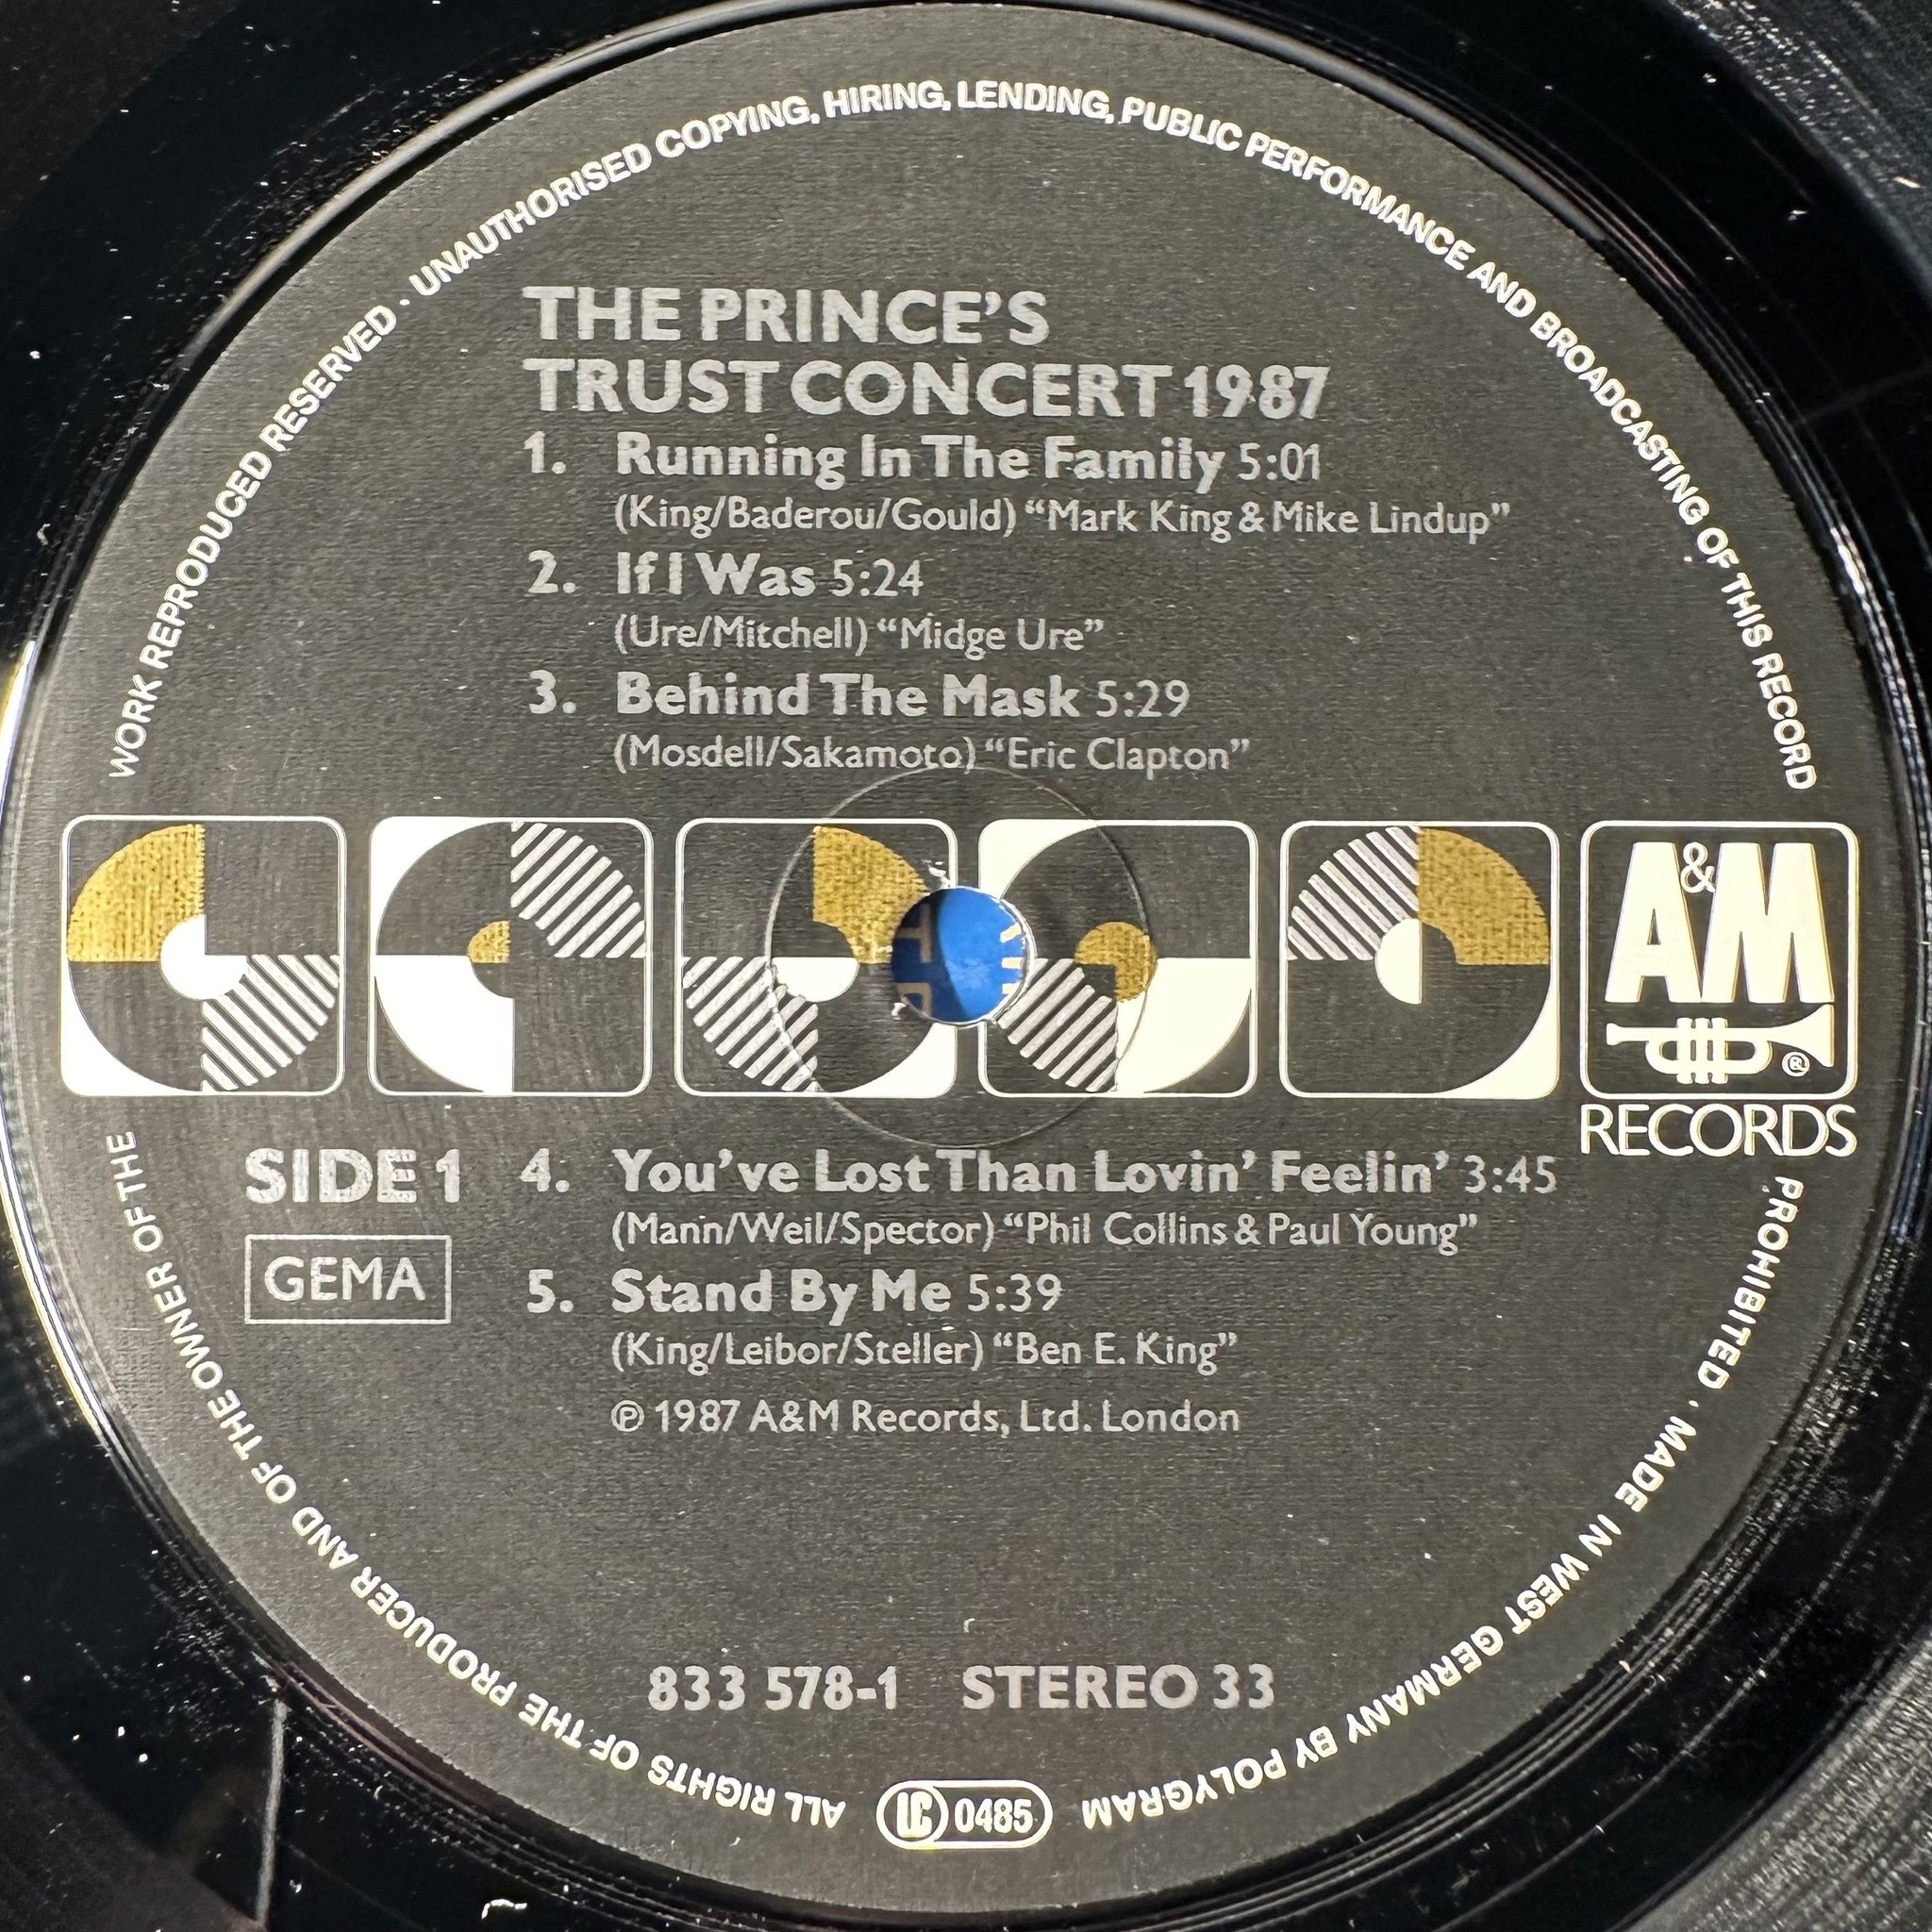 WORK REPRODUCED RESERVED · UNAUTHORISED COPYING, HIRING, LENDING, PUBLIC PERFORMANCE AND BROADCASTING OF THIS RECORD
THE PRINCE'S
TRUST CONCERT 1987
1. Running In The Family 5:01
(King/Baderou/Gould) “Mark King & Mike Lindup”
2. If I Was 5:24
(Ure/Mitchell) “Midge Ure”
3. Behind The Mask 5:29
(Mosdell/Sakamoto) “Eric Clapton”
A&M
®
RECORDS
SIDE 1
GEMA
4. You've Lost Than Lovin' Feelin' 3:45
(Mann/Weil/Spector) “Phil Collins & Paul Young”
5. Stand By Me 5:39
(King/Leibor/Steller) “Ben E. King”
℗ 1987 A&M Records, Ltd. London
833 578-1 STEREO 33
PROHIBITED · MADE IN WEST GERMANY BY POLYGRAM
LC 0485
ALL RIGHTS OF THE PRODUCER AND OF THE OWNER OF THE